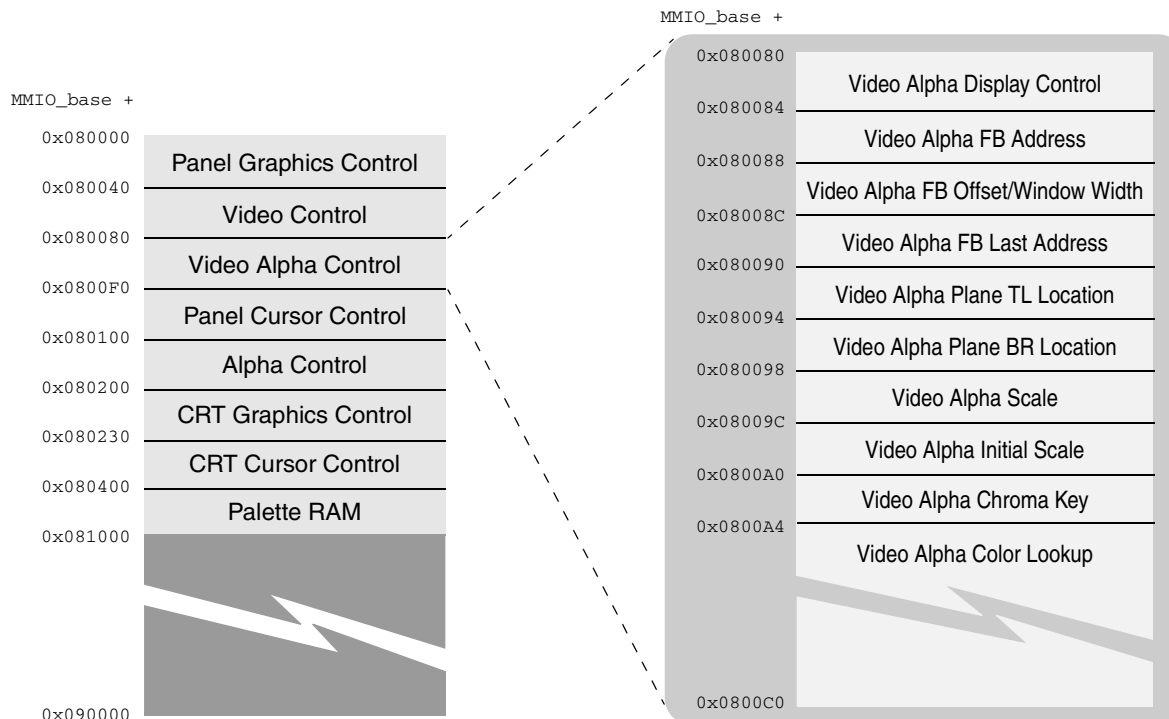 MMIO_base +
0x080000
Panel Graphics Control
0x080040
Video Control
0x080080
Video Alpha Control
0x0800F0
Panel Cursor Control
0x080100
Alpha Control
0x080200
CRT Graphics Control
0x080230
CRT Cursor Control
0x080400
Palette RAM
0x081000
0x090000
MMIO_base +
0x080080
Video Alpha Display Control
0x080084
Video Alpha FB Address
0x080088
Video Alpha FB Offset/Window Width
0x08008C
Video Alpha FB Last Address
0x080090
Video Alpha Plane TL Location
0x080094
Video Alpha Plane BR Location
0x080098
Video Alpha Scale
0x08009C
Video Alpha Initial Scale
0x0800A0
Video Alpha Chroma Key
0x0800A4
Video Alpha Color Lookup
0x0800C0